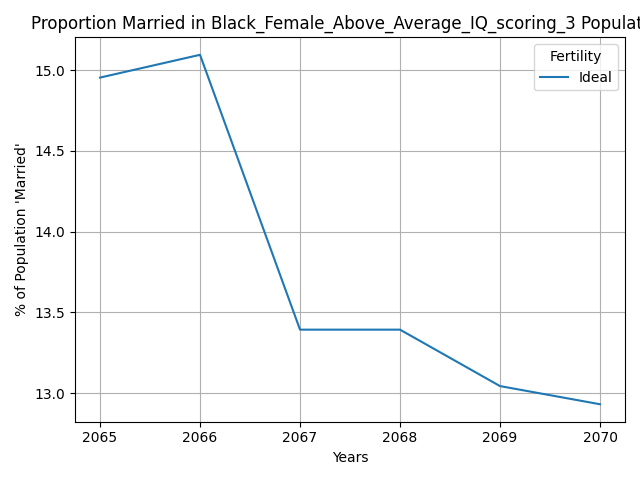 Proportion Married in Black_Female_Above_Average_IQ_scoring_3 Populat
Fertility
Ideal
% of Population 'Married'
15.0
14.5
14.0
13.5
13.0
2065 2066 2067 2068 2069 2070
Years